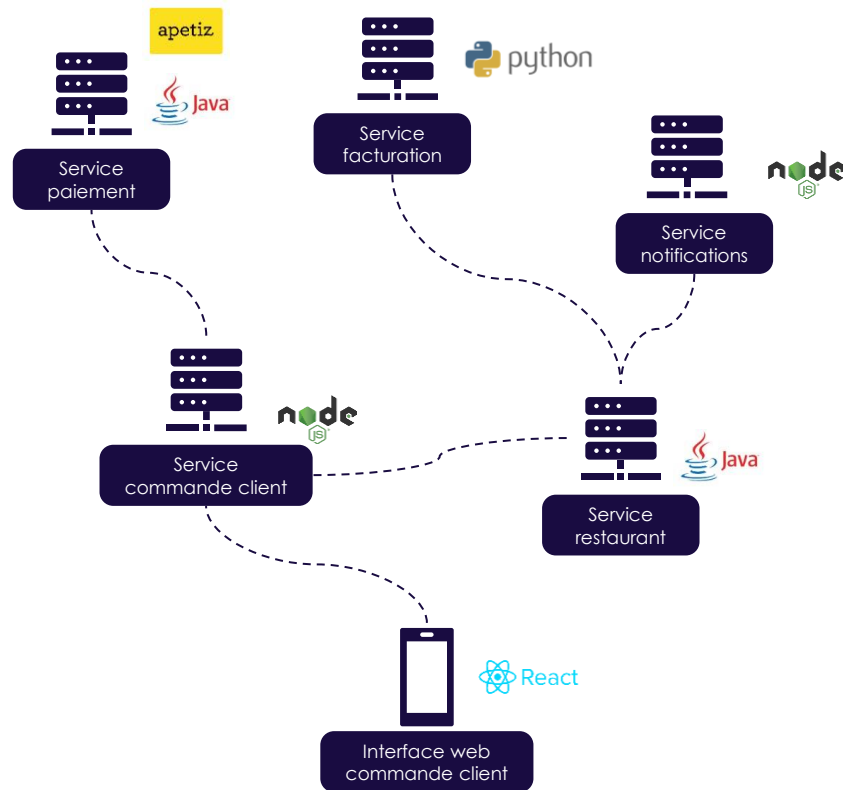 apetiz
python
Java
Service
facturation
Service
paiement
node
JS
Service
notifications
node
JS
Service
commande client
Java
Service
restaurant
React
Interface web
commande client